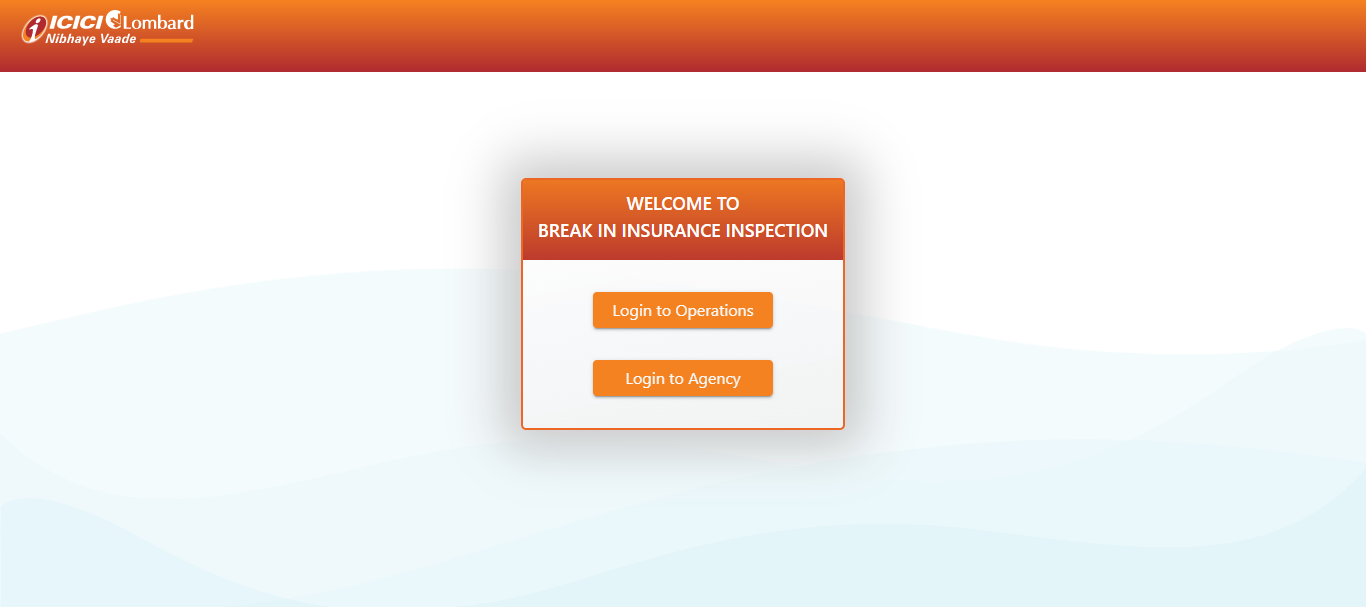 ICICI Lombard
Nibhaye Vaade
WELCOME TO
BREAK IN INSURANCE INSPECTION
Login to Operations
Login to Agency